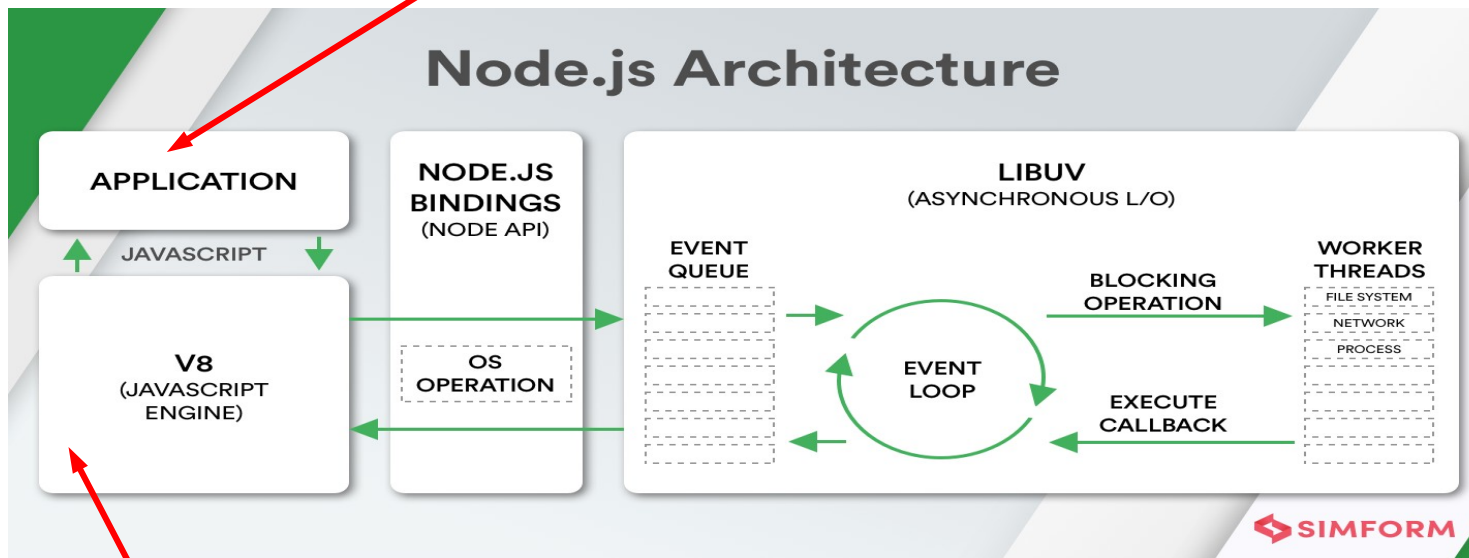 Node.js Architecture
APPLICATION
JAVASCRIPT
V8
(JAVASCRIPT
ENGINE)
NODE.JS
BINDINGS
(NODE API)
OS
OPERATION
LIBUV
(ASYNCHRONOUS L/O)
EVENT
QUEUE
EVENT
LOOP
BLOCKING
OPERATION
EXECUTE
CALLBACK
WORKER
THREADS
FILE SYSTEM
NETWORK
PROCESS
SIMFORM